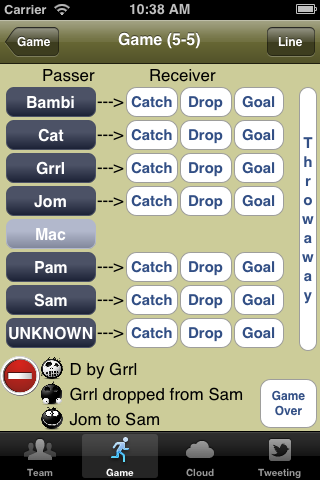 Carrier 10:38 AM
Game Game (5-5) Line
Passer Receiver
Bambi ---> Catch Drop Goal
Cat ---> Catch Drop Goal
Grrl ---> Catch Drop Goal
Jom ---> Catch Drop Goal
Mac
Pam ---> Catch Drop Goal
Sam ---> Catch Drop Goal
UNKNOWN ---> Catch Drop Goal
Throwaway
D by Grrl
Grrl dropped from Sam
Jom to Sam
Game
Over
Team Game Cloud Tweeting